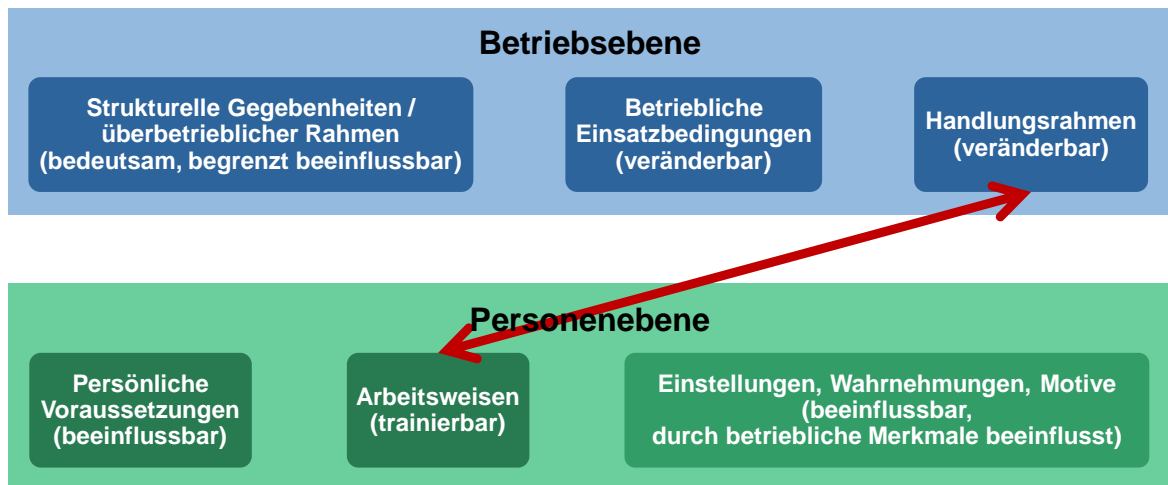 Betriebsebene
Strukturelle Gegebenheiten /
überbetrieblicher Rahmen
(bedeutsam, begrenzt beeinflussbar)
Betriebliche
Einsatzbedingungen
(veränderbar)
Handlungsrahmen
(veränderbar)
Personenebene
Persönliche
Voraussetzungen
(beeinflussbar)
Arbeitsweisen
(trainierbar)
Einstellungen, Wahrnehmungen, Motive
(beeinflussbar,
durch betriebliche Merkmale beeinflusst)